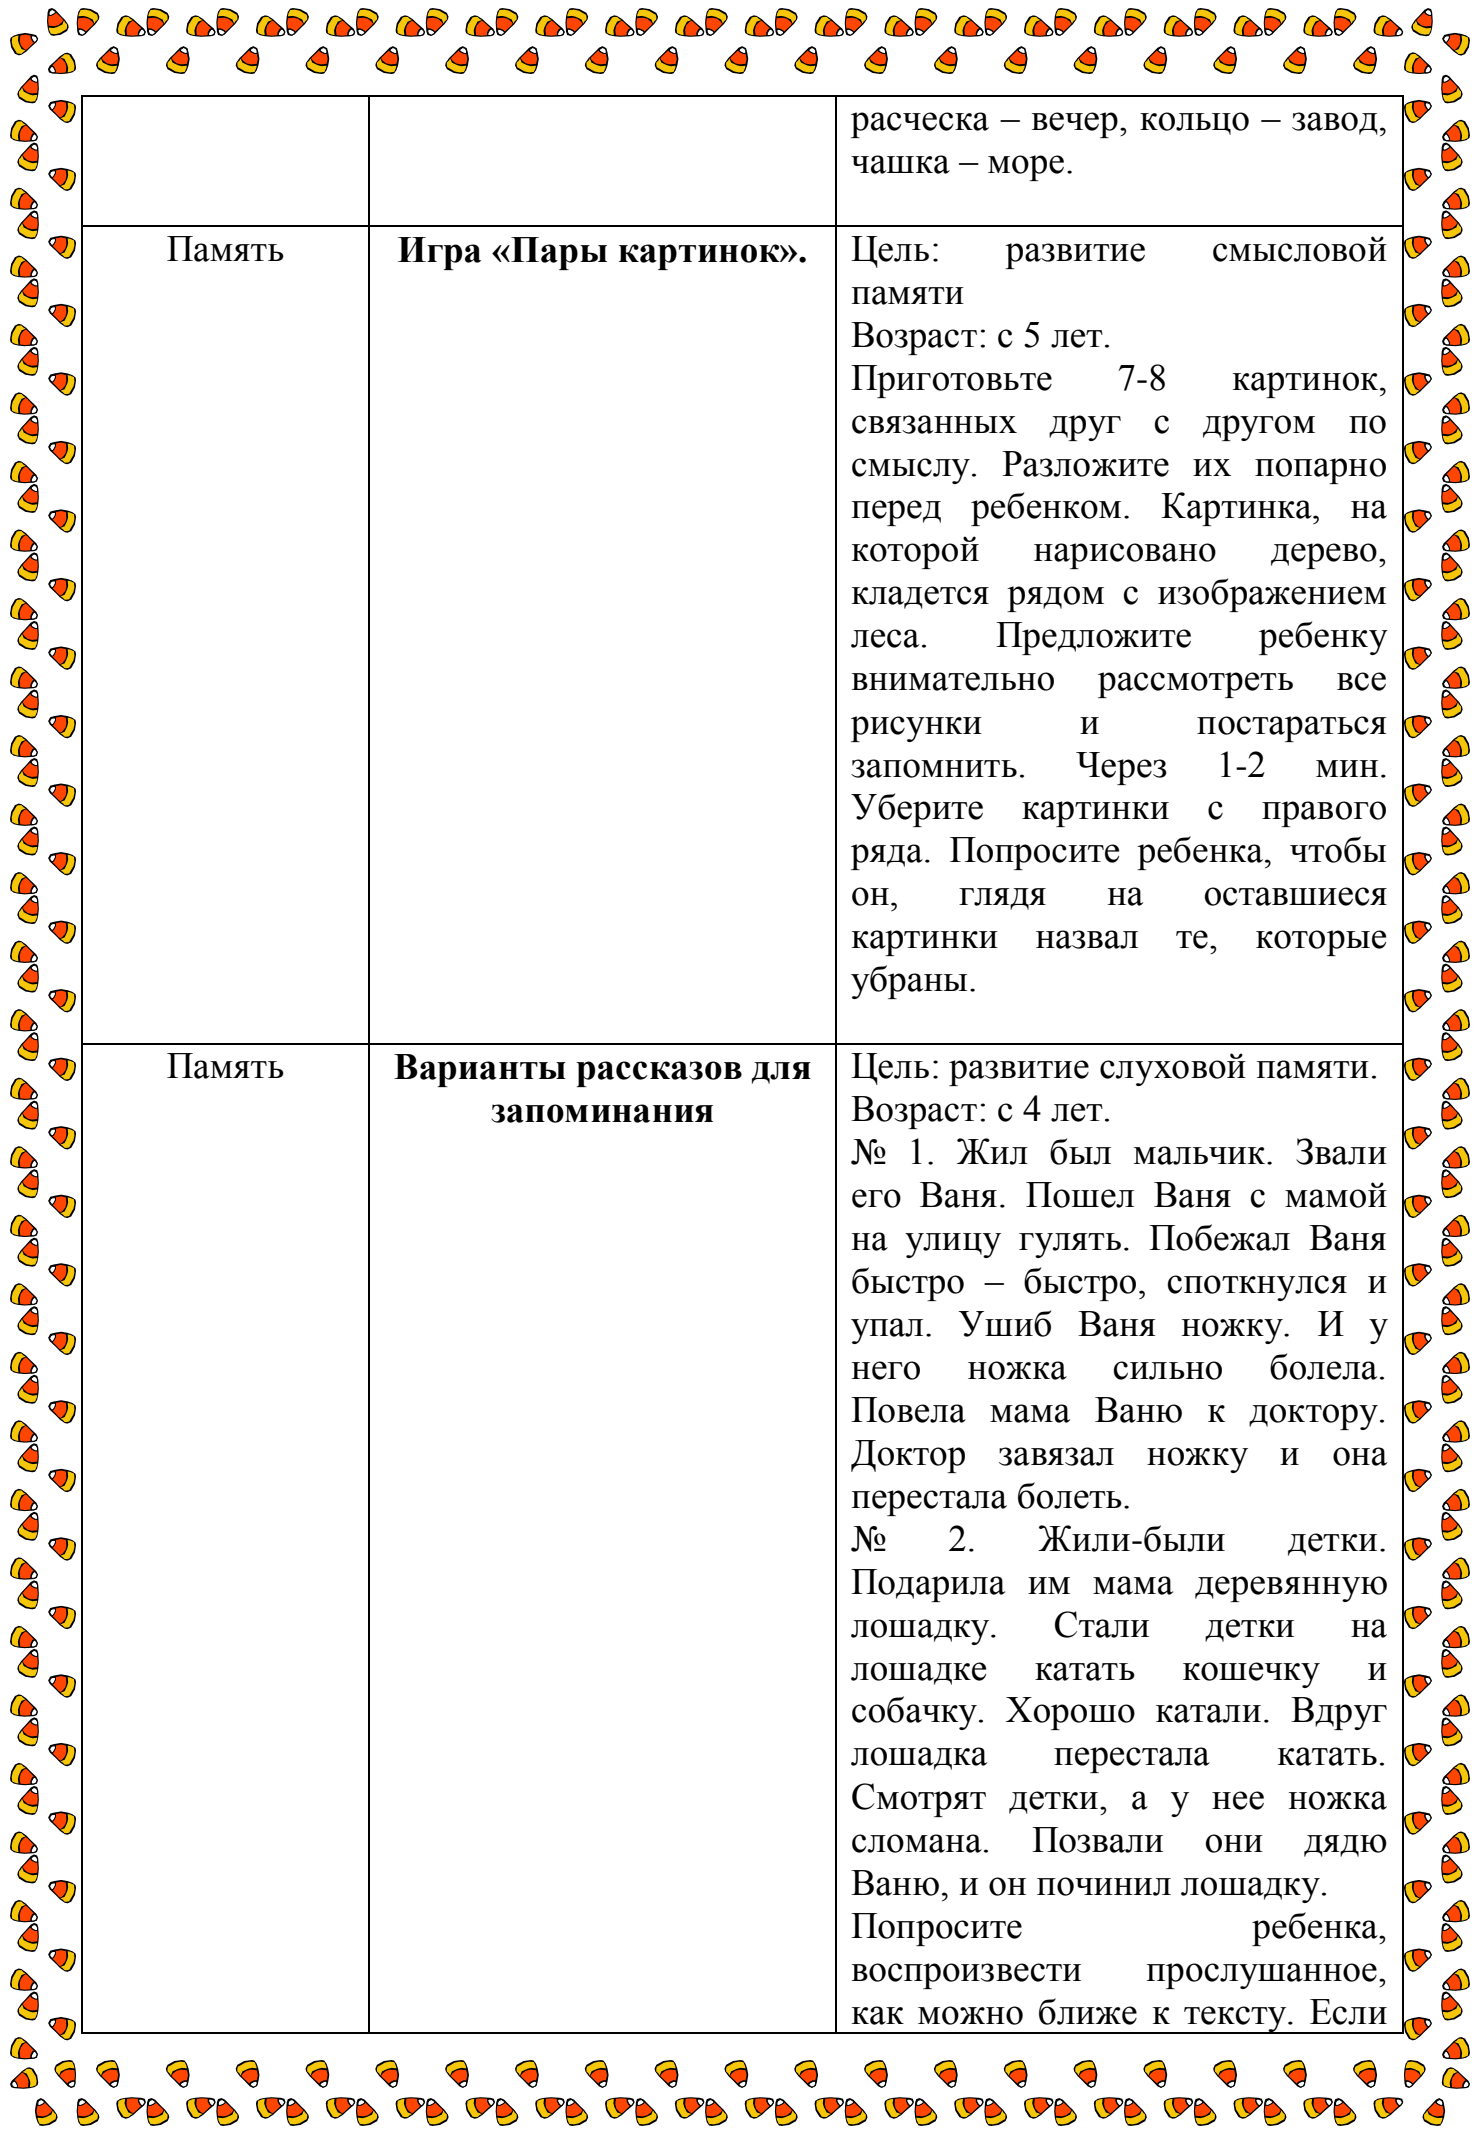 расческа – вечер, кольцо – завод,
чашка – море.
Память
Игра «Пары картинок».
Цель: развитие смысловой
памяти
Возраст: с 5 лет.
Приготовьте 7-8 картинок,
связанных друг с другом по
смыслу. Разложите их попарно
перед ребенком. Картинка, на
которой нарисовано дерево,
кладется рядом с изображением
леса. Предложите ребенку
внимательно рассмотреть все
рисунки и постараться
запомнить. Через 1-2 мин.
Уберите картинки с правого
ряда. Попросите ребенка, чтобы
он, глядя на оставшиеся
картинки назвал те, которые
убраны.
Память
Варианты рассказов для
запоминания
Цель: развитие слуховой памяти.
Возраст: с 4 лет.
№ 1. Жил был мальчик. Звали
его Ваня. Пошел Ваня с мамой
на улицу гулять. Побежал Ваня
быстро – быстро, споткнулся и
упал. Ушиб Ваня ножку. И у
него ножка сильно болела.
Повела мама Ваню к доктору.
Доктор завязал ножку и она
перестала болеть.
№ 2. Жили-были детки.
Подарила им мама деревянную
лошадку. Стали детки на
лошадке катать кошечку и
собачку. Хорошо катали. Вдруг
лошадка перестала катать.
Смотрят детки, а у нее ножка
сломана. Позвали они дядю
Ваню, и он починил лошадку.
Попросите ребенка,
воспроизвести прослушанное,
как можно ближе к тексту. Если